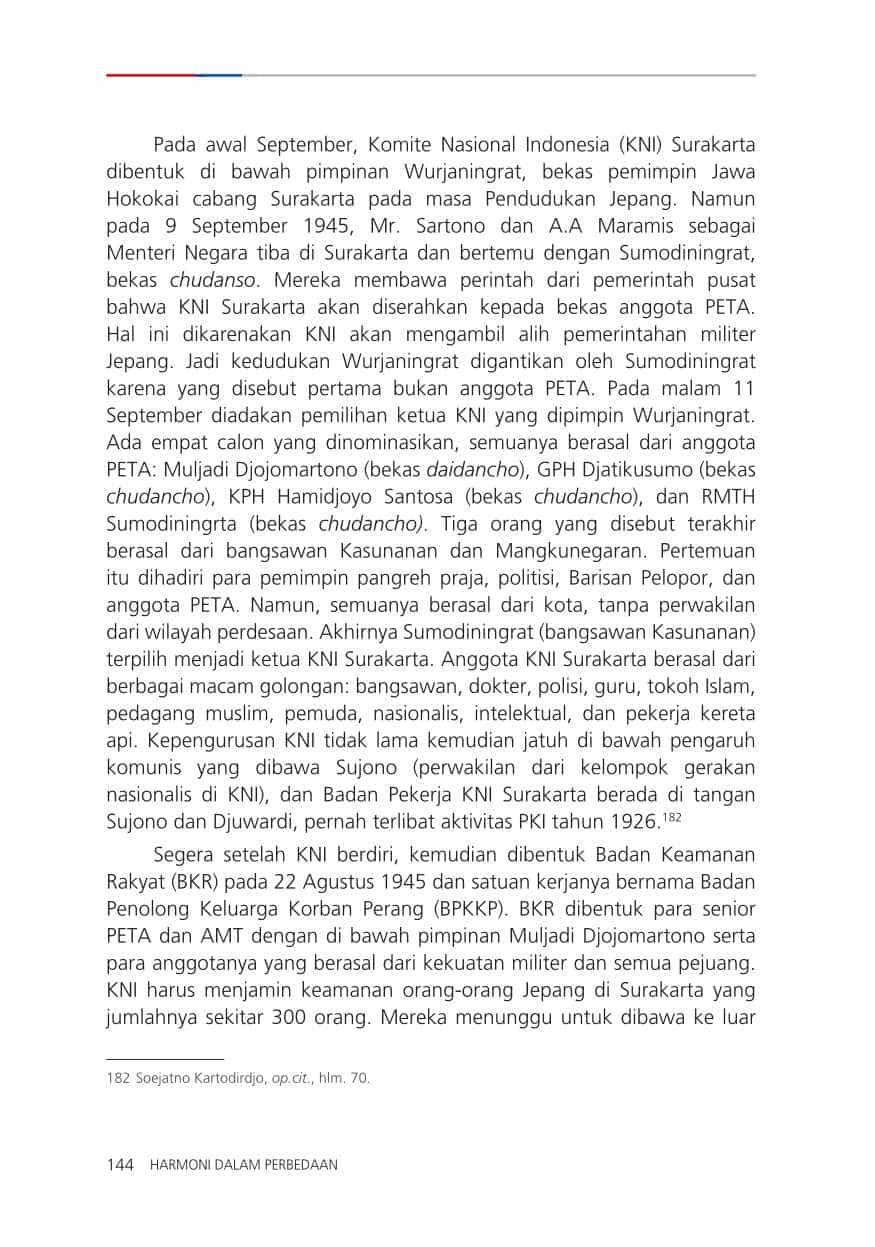 Pada awal September, Komite Nasional Indonesia (KNI) Surakarta
dibentuk di bawah pimpinan Wurjaningrat, bekas pemimpin Jawa
Hokokai cabang Surakarta pada masa Pendudukan Jepang. Namun
pada 9 September 1945, Mr. Sartono dan A.A Maramis sebagai
Menteri Negara tiba di Surakarta dan bertemu dengan Sumodiningrat,
bekas chudanso. Mereka membawa perintah dari pemerintah pusat
bahwa KNI Surakarta akan diserahkan kepada bekas anggota PETA.
Hal ini dikarenakan KNI akan mengambil alih pemerintahan militer
Jepang. Jadi kedudukan Wurjaningrat digantikan oleh Sumodiningrat
karena yang disebut pertama bukan anggota PETA. Pada malam 11
September diadakan pemilihan ketua KNI yang dipimpin Wurjaningrat.
Ada empat calon yang dinominasikan, semuanya berasal dari anggota
PETA: Muljadi Djojomartono (bekas daidancho), GPH Djatikusumo (bekas
chudancho), KPH Hamidjoyo Santosa (bekas chudancho), dan RMTH
Sumodiningrta (bekas chudancho). Tiga orang yang disebut terakhir
berasal dari bangsawan Kasunanan dan Mangkunegaran. Pertemuan
itu dihadiri para pemimpin pangreh praja, politisi, Barisan Pelopor, dan
anggota PETA. Namun, semuanya berasal dari kota, tanpa perwakilan
dari wilayah perdesaan. Akhirnya Sumodiningrat (bangsawan Kasunanan)
terpilih menjadi ketua KNI Surakarta. Anggota KNI Surakarta berasal dari
berbagai macam golongan: bangsawan, dokter, polisi, guru, tokoh Islam,
pedagang muslim, pemuda, nasionalis, intelektual, dan pekerja kereta
api. Kepengurusan KNI tidak lama kemudian jatuh di bawah pengaruh
komunis yang dibawa Sujono (perwakilan dari kelompok gerakan
nasionalis di KNI), dan Badan Pekerja KNI Surakarta berada di tangan
Sujono dan Djuwardi, pernah terlibat aktivitas PKI tahun 1926.182
Segera setelah KNI berdiri, kemudian dibentuk Badan Keamanan
Rakyat (BKR) pada 22 Agustus 1945 dan satuan kerjanya bernama Badan
Penolong Keluarga Korban Perang (BPKKP). BKR dibentuk para senior
PETA dan AMT dengan di bawah pimpinan Muljadi Djojomartono serta
para anggotanya yang berasal dari kekuatan militer dan semua pejuang.
KNI harus menjamin keamanan orang-orang Jepang di Surakarta yang
jumlahnya sekitar 300 orang. Mereka menunggu untuk dibawa ke luar
182 Soejatno Kartodirdjo, op.cit., hlm. 70.
144 HARMONI DALAM PERBEDAAN